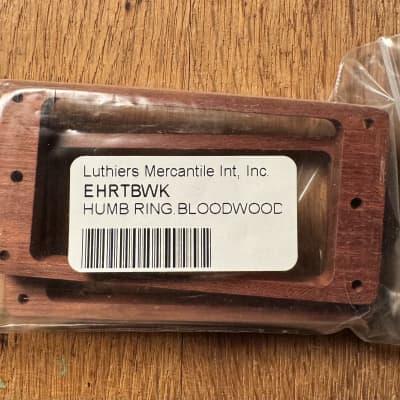 Luthiers Mercantile Int, Inc.
EHRTBWK
HUMB RING.BLOODWOOD